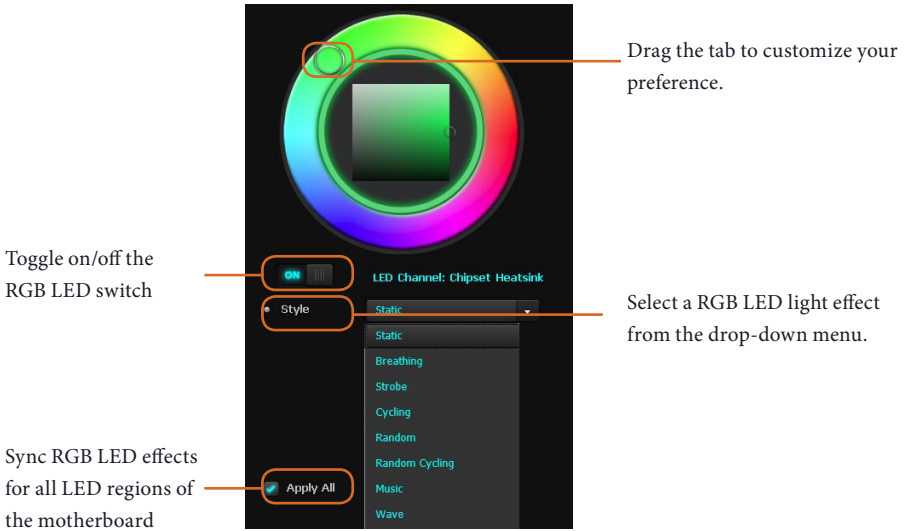 Drag the tab to customize your
preference.
Toggle on/off the
RGB LED switch
ON
LED Channel: Chipset Heatsink
Style
Static
Select a RGB LED light effect
from the drop-down menu.
Static
Breathing
Strobe
Cycling
Random
Random Cycling
Music
Wave
Sync RGB LED effects
for all LED regions of
the motherboard
Apply All